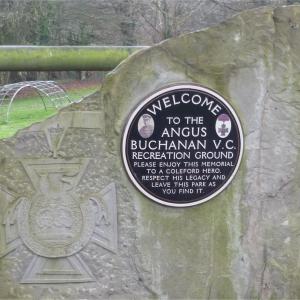 WELCOME
TO THE
ANGUS
BUCHANAN V.C.
RECREATION GROUND
PLEASE ENJOY THIS MEMORIAL
TO A COLEFORD HERO.
RESPECT HIS LEGACY AND
LEAVE THIS PARK AS
YOU FIND IT.